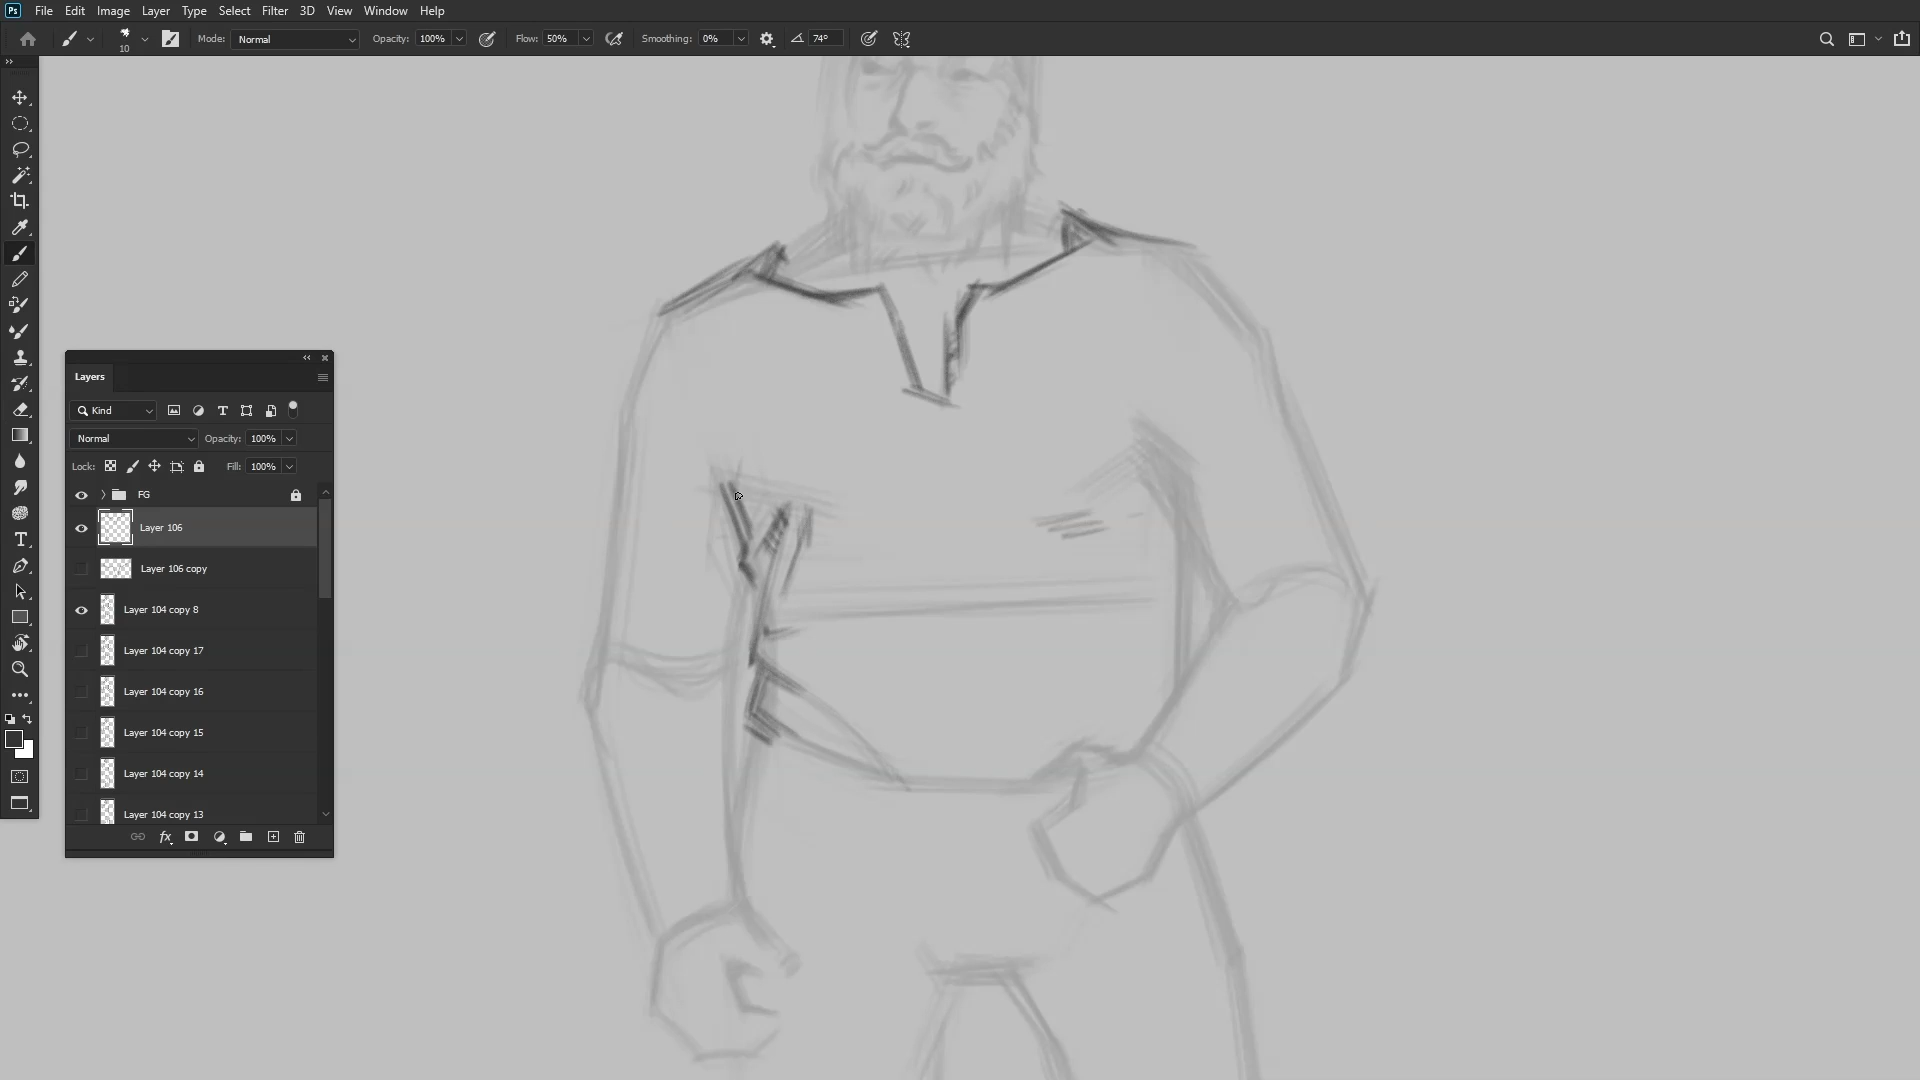 Ps File Edit Image Layer Type Select Filter 3D View Window Help
10 Mode: Normal Opacity: 100% Flow: 50% Smoothing: 0% 74°
Layers
Kind
Normal Opacity: 100%
Lock: Fill: 100%
FG
Layer 106
Layer 106 copy
Layer 104 copy 8
Layer 104 copy 17
Layer 104 copy 16
Layer 104 copy 15
Layer 104 copy 14
Layer 104 copy 13
fx